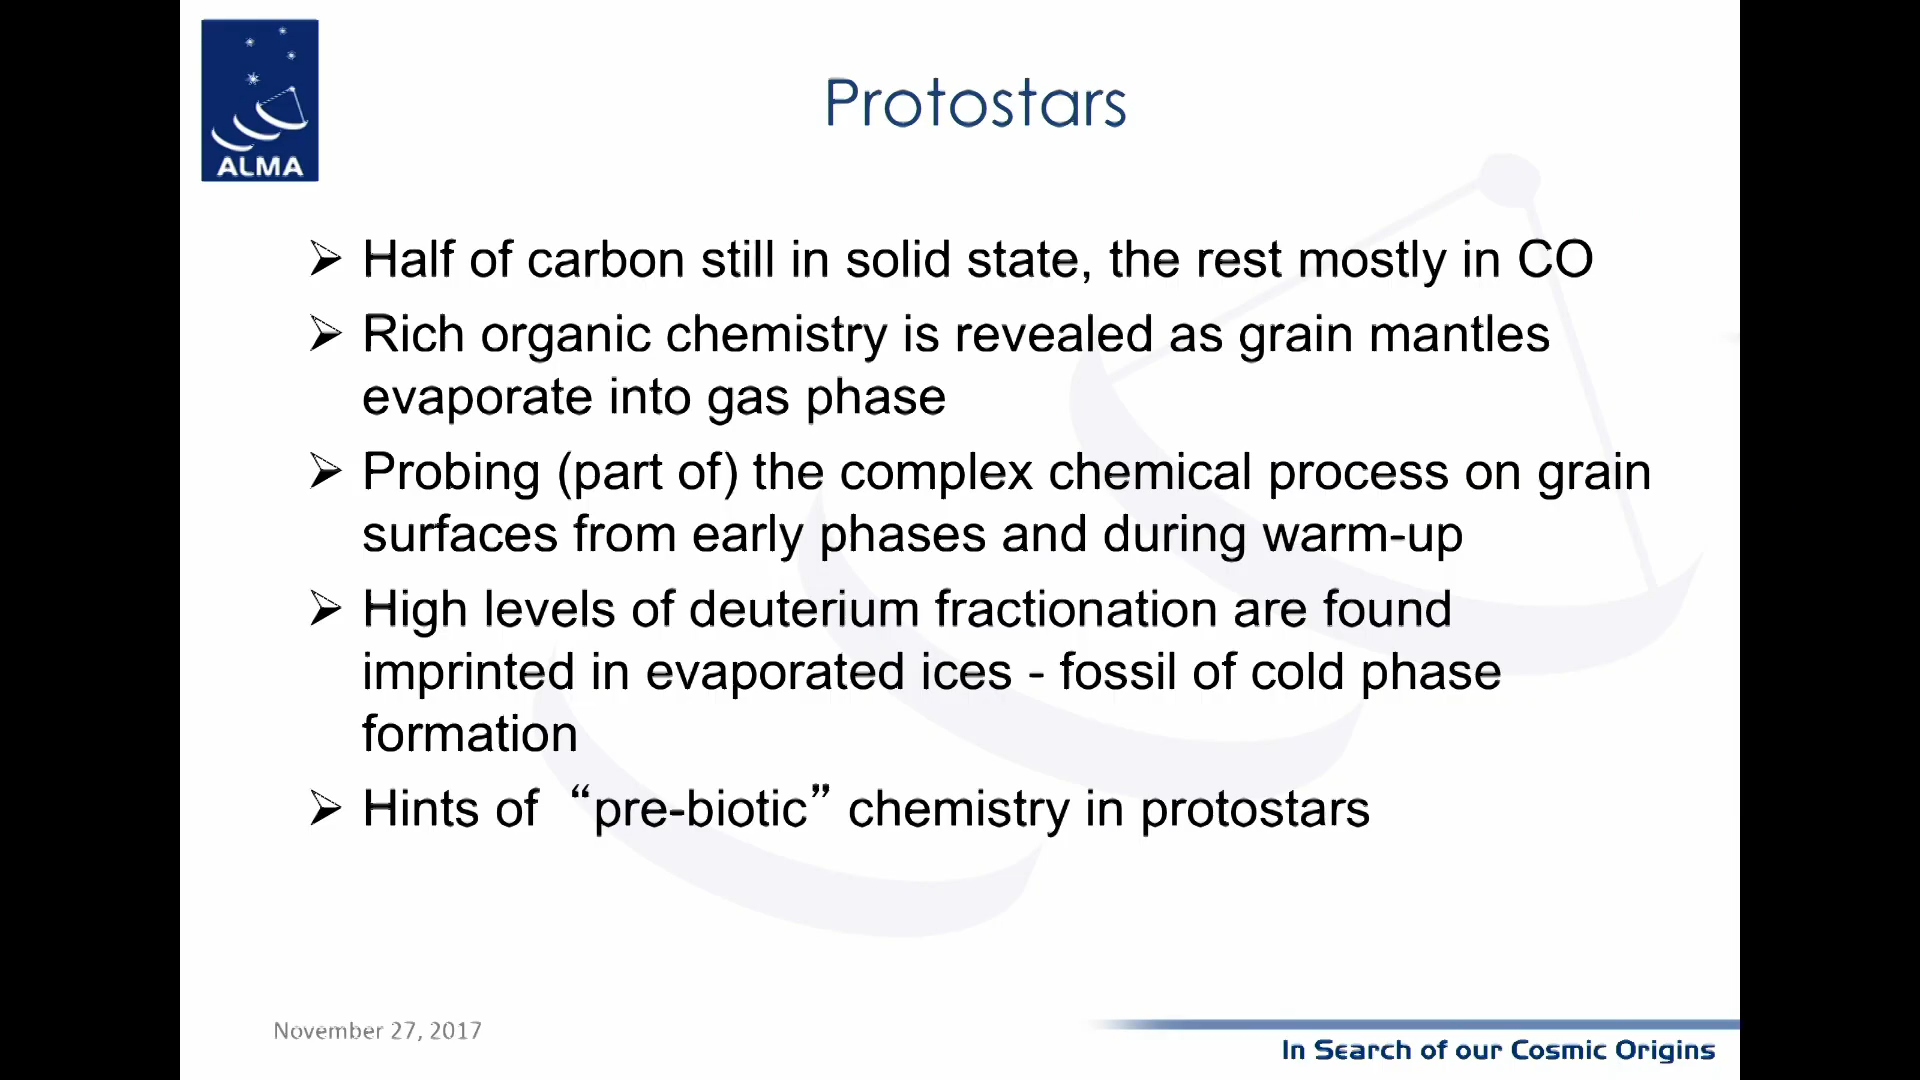 ALMA
Protostars
Half of carbon still in solid state, the rest mostly in CO
Rich organic chemistry is revealed as grain mantles
evaporate into gas phase
Probing (part of) the complex chemical process on grain
surfaces from early phases and during warm-up
High levels of deuterium fractionation are found
imprinted in evaporated ices - fossil of cold phase
formation
Hints of “pre-biotic” chemistry in protostars
November 27, 2017
In Search of our Cosmic Origins